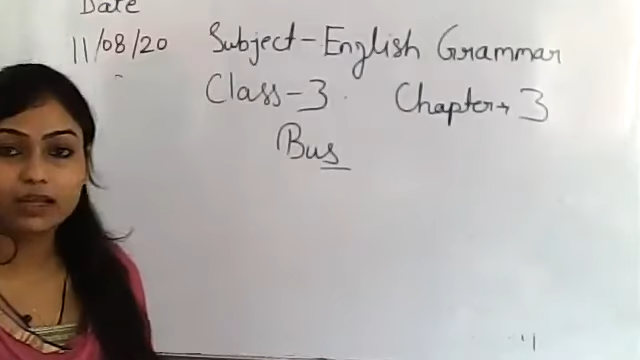 Date
11/08/20 Subject-English Grammar
Class-3. Chapter→ 3
Bus